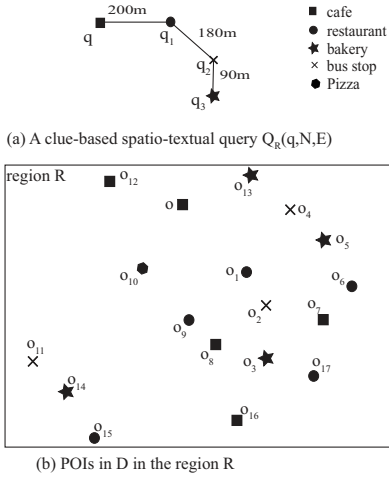 200m
cafe
q
q1
180m
restaurant
q2
bakery
90m
bus stop
q3
Pizza
(a) A clue-based spatio-textual query QR(q,N,E)
region R
o12
o
o13
o4
o5
o10
o1
o6
o2
o7
o9
o11
o8
o3
o17
o14
o16
o15
(b) POIs in D in the region R